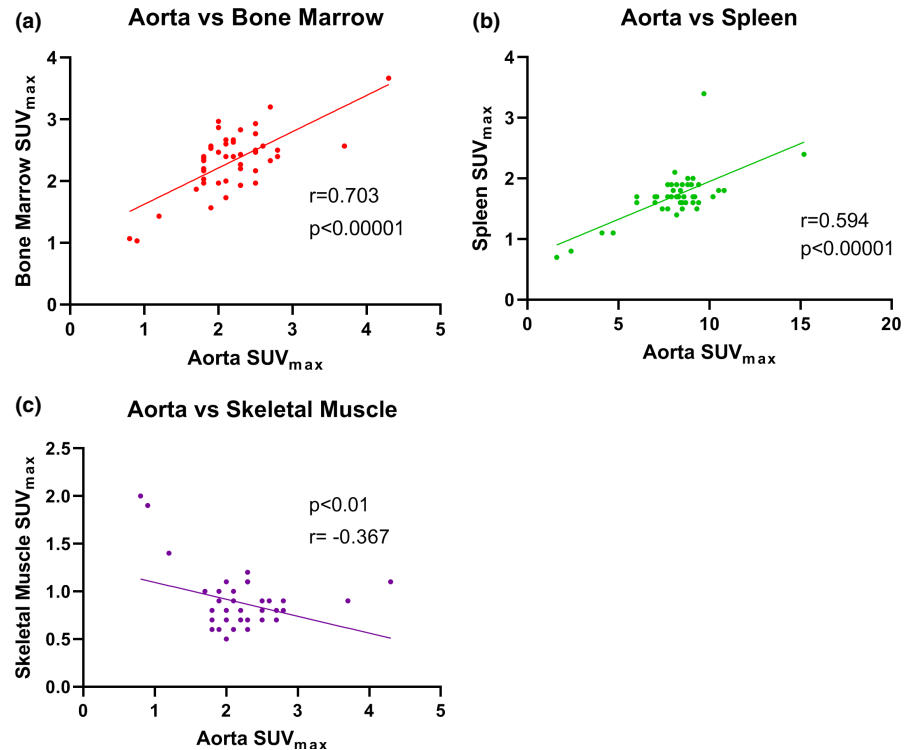 (a)
Aorta vs Bone Marrow
Bone Marrow SUVmax
4
3
2
1
0
r=0.703
p<0.00001
0 1 2 3 4 5
Aorta SUVmax
(b)
Aorta vs Spleen
Spleen SUVmax
4
3
2
1
0
r=0.594
p<0.00001
0 5 10 15 20
Aorta SUVmax
(c)
Aorta vs Skeletal Muscle
Skeletal Muscle SUVmax
2.5
2.0
1.5
1.0
0.5
0.0
p<0.01
r= -0.367
0 1 2 3 4 5
Aorta SUVmax